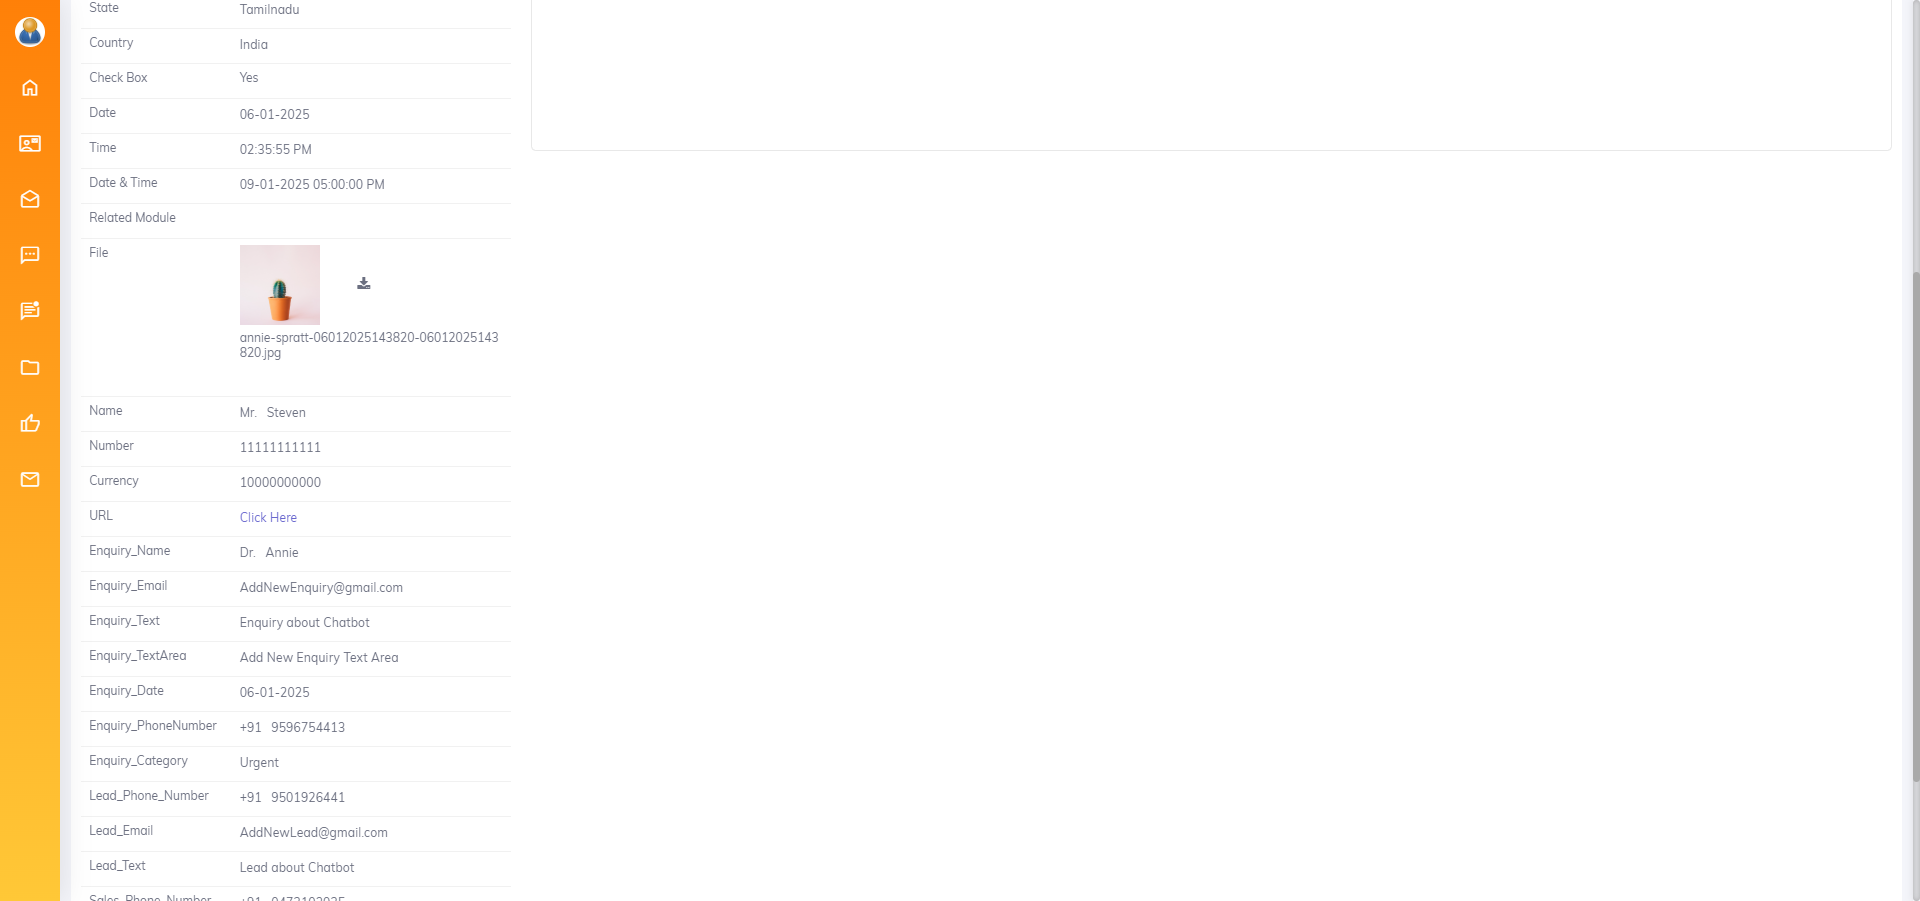 State Tamilnadu
Country India
Check Box Yes
Date 06-01-2025
Time 02:35:55 PM
Date & Time 09-01-2025 05:00:00 PM
Related Module
File
annie-spratt-06012025143820-06012025143
820.jpg
Name Mr. Steven
Number 11111111111
Currency 10000000000
URL Click Here
Enquiry_Name Dr. Annie
Enquiry_Email AddNewEnquiry@gmail.com
Enquiry_Text Enquiry about Chatbot
Enquiry_TextArea Add New Enquiry Text Area
Enquiry_Date 06-01-2025
Enquiry_PhoneNumber +91 9596754413
Enquiry_Category Urgent
Lead_Phone_Number +91 9501926441
Lead_Email AddNewLead@gmail.com
Lead_Text Lead about Chatbot
Sales_Phone_Number +91